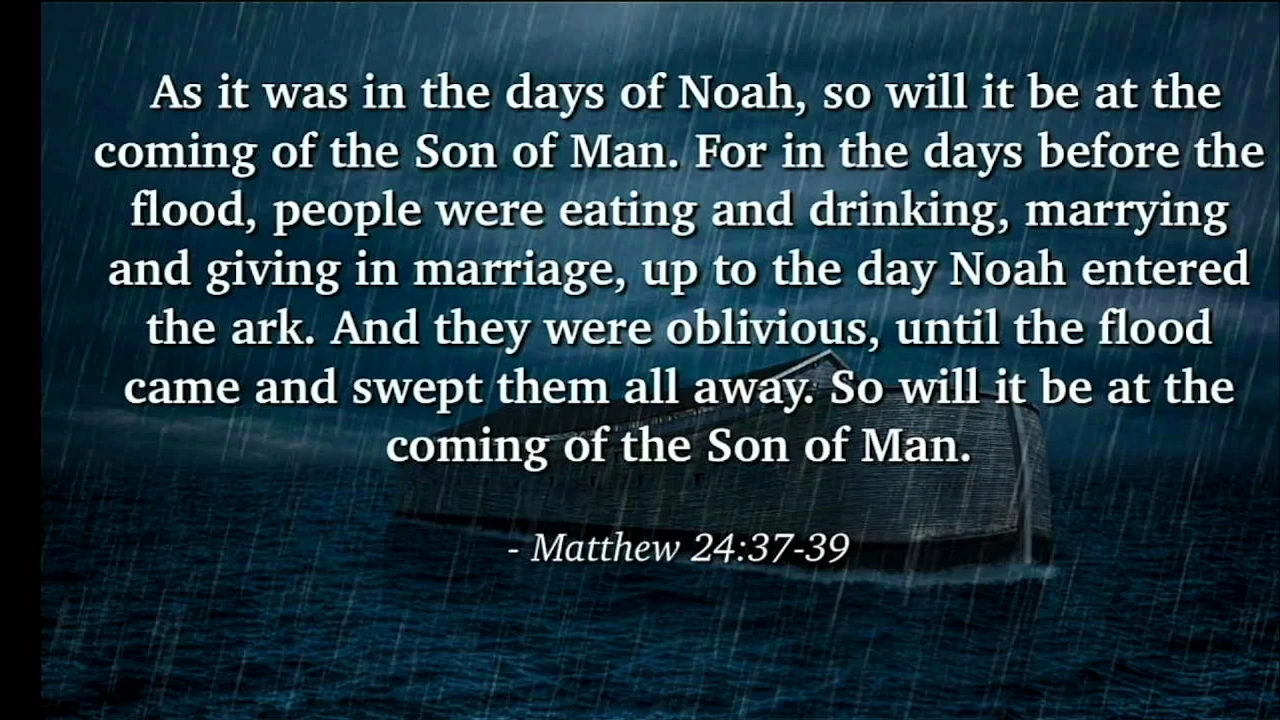 As it was in the days of Noah, so will it be at the
coming of the Son of Man. For in the days before the
flood, people were eating and drinking, marrying
and giving in marriage, up to the day Noah entered
the ark. And they were oblivious, until the flood
came and swept them all away. So will it be at the
coming of the Son of Man.
- Matthew 24:37-39